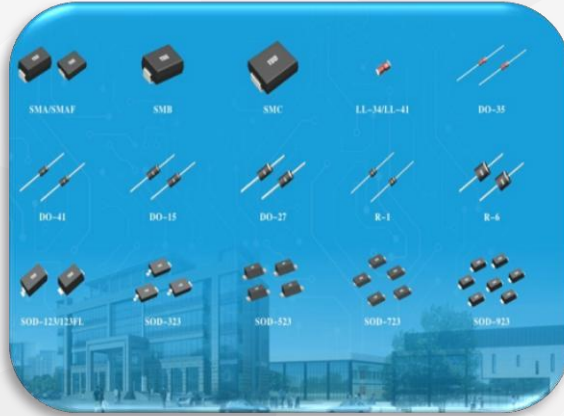 SMA/SMAF
SMB
SMC
LL-34/LL-41
DO-35
DO-41
DO-15
DO-27
R-1
R-6
SOD-123/123FL
SOD-323
SOD-523
SOD-723
SOD-923